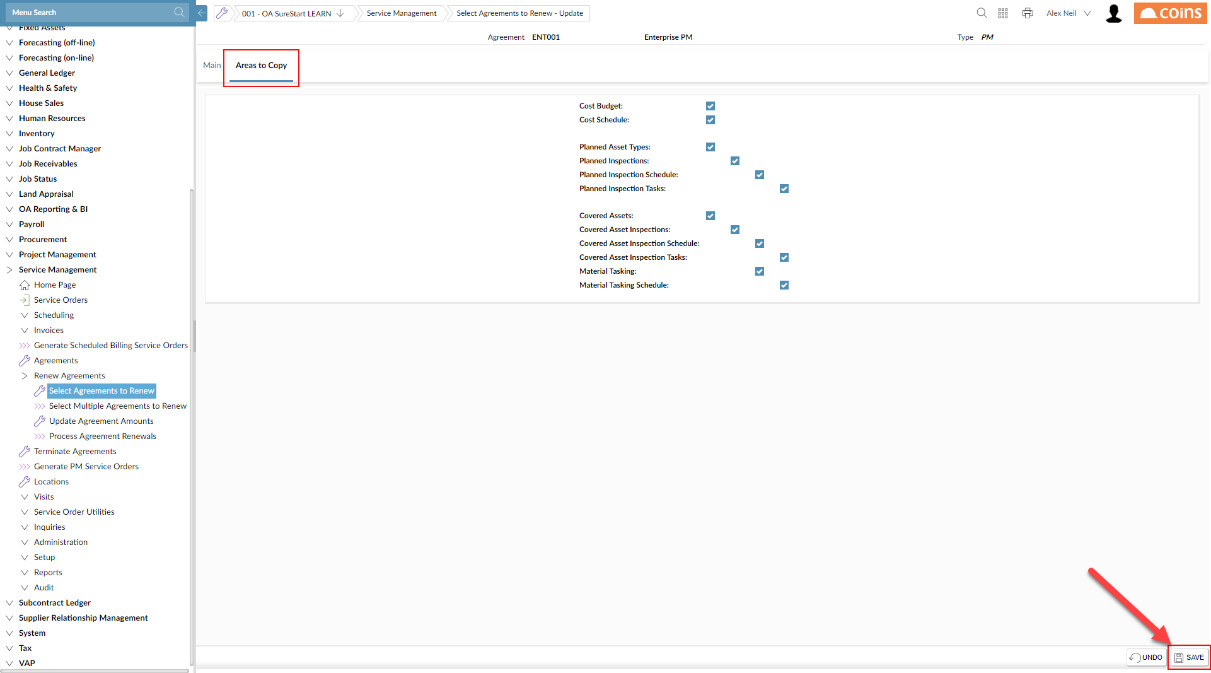 Menu Search
001 - OA SureStart LEARN
Service Management
Select Agreements to Renew - Update
Alex Neil
COINS
Agreement ENT001 Enterprise PM Type PM
Main Areas to Copy
Fixed Assets
Forecasting (off-line)
Forecasting (on-line)
General Ledger
Health & Safety
House Sales
Human Resources
Inventory
Job Contract Manager
Job Receivables
Job Status
Land Appraisal
OA Reporting & BI
Payroll
Procurement
Project Management
Service Management
Home Page
Service Orders
Scheduling
Invoices
Generate Scheduled Billing Service Orders
Agreements
Renew Agreements
Select Agreements to Renew
Select Multiple Agreements to Renew
Update Agreement Amounts
Process Agreement Renewals
Terminate Agreements
Generate PM Service Orders
Locations
Visits
Service Order Utilities
Inquiries
Administration
Setup
Reports
Audit
Subcontract Ledger
Supplier Relationship Management
System
Tax
VAP
Cost Budget:
Cost Schedule:
Planned Asset Types:
Planned Inspections:
Planned Inspection Schedule:
Planned Inspection Tasks:
Covered Assets:
Covered Asset Inspections:
Covered Asset Inspection Schedule:
Covered Asset Inspection Tasks:
Material Tasking:
Material Tasking Schedule:
UNDO SAVE